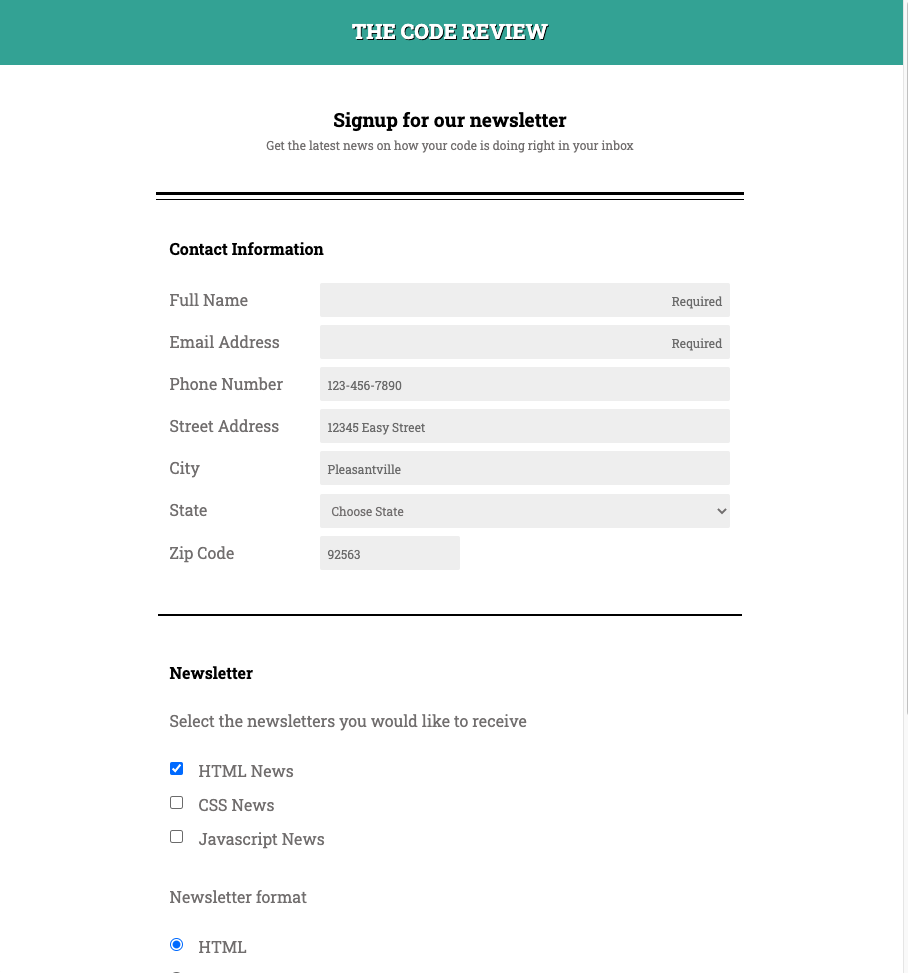 THE CODE REVIEW
Signup for our newsletter
Get the latest news on how your code is doing right in your inbox
Contact Information
Full Name Required
Email Address Required
Phone Number 123-456-7890
Street Address 12345 Easy Street
City Pleasantville
State Choose State
Zip Code 92563
Newsletter
Select the newsletters you would like to receive
HTML News
CSS News
Javascript News
Newsletter format
HTML